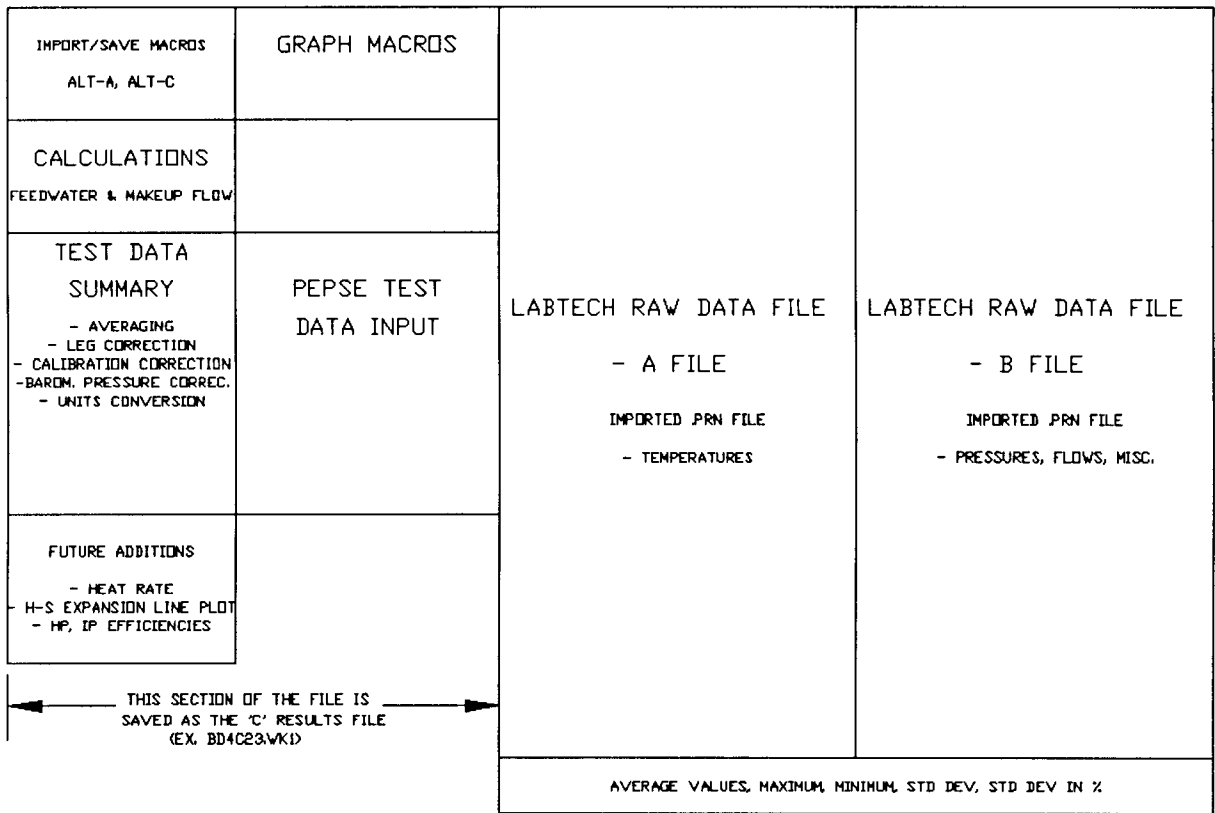 IMPORT/SAVE MACROS
ALT-A, ALT-C
GRAPH MACROS
CALCULATIONS
FEEDWATER & MAKEUP FLOW
TEST DATA
SUMMARY
- AVERAGING
- LEG CORRECTION
- CALIBRATION CORRECTION
-BAROM. PRESSURE CORREC.
- UNITS CONVERSION
PEPSE TEST
DATA INPUT
LABTECH RAW DATA FILE
- A FILE
IMPORTED .PRN FILE
- TEMPERATURES
LABTECH RAW DATA FILE
- B FILE
IMPORTED .PRN FILE
- PRESSURES, FLOWS, MISC.
FUTURE ADDITIONS
- HEAT RATE
- H-S EXPANSION LINE PLOT
- HP, IP EFFICIENCIES
THIS SECTION OF THE FILE IS
SAVED AS THE 'C' RESULTS FILE
(EX. BD4C23.WK1)
AVERAGE VALUES, MAXIMUM, MINIMUM, STD DEV, STD DEV IN %